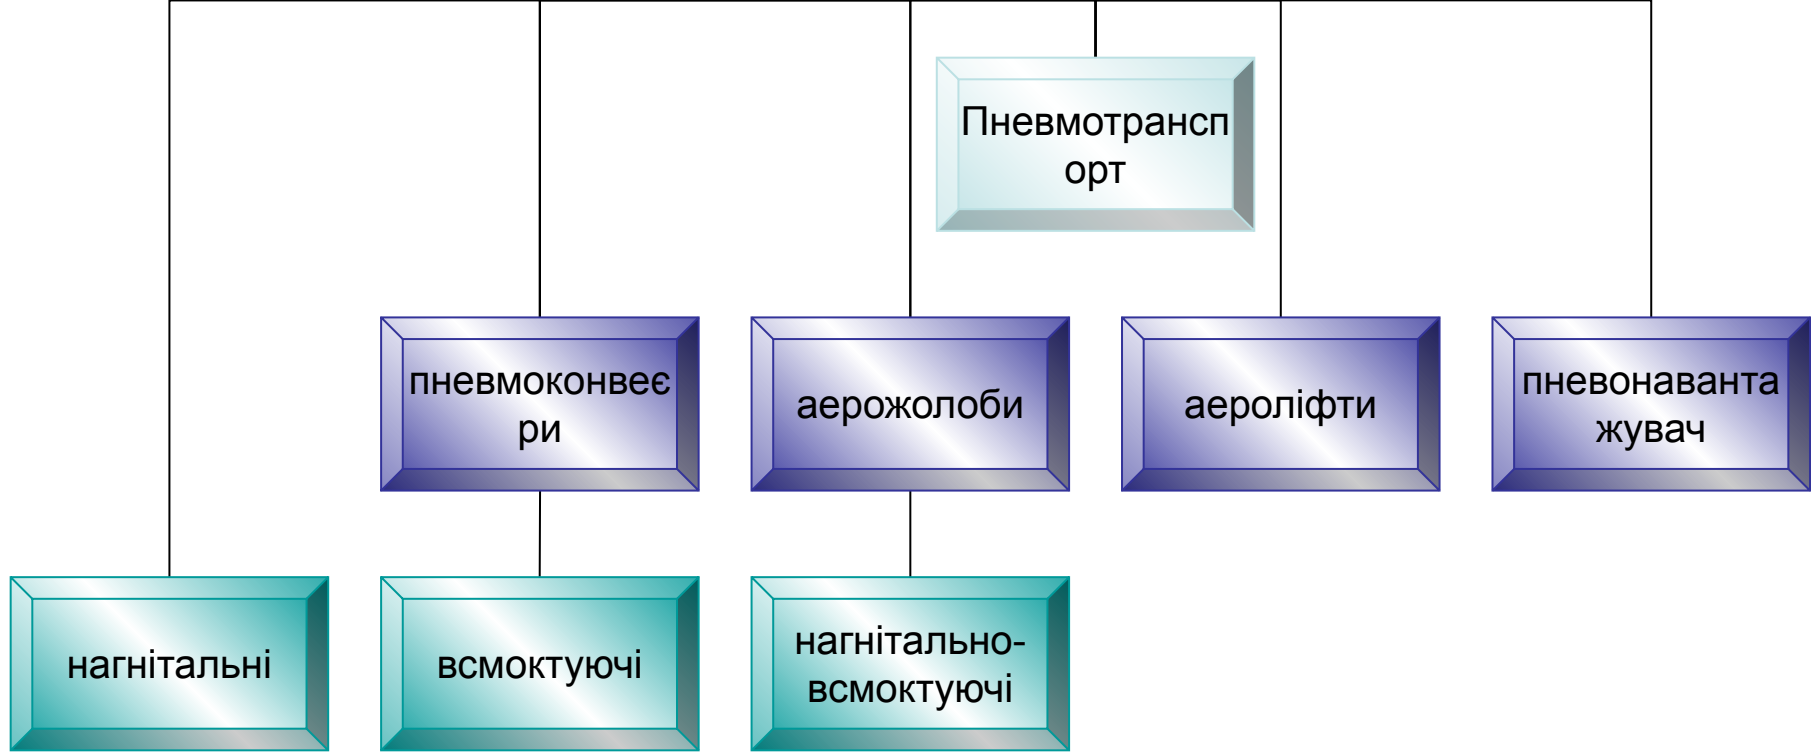 Пневмотрансп
орт
пневмоконвеє
ри
аерожолоби
аероліфти
пневонаванта
жувач
нагнітальні
всмоктуючі
нагнітально-
всмоктуючі